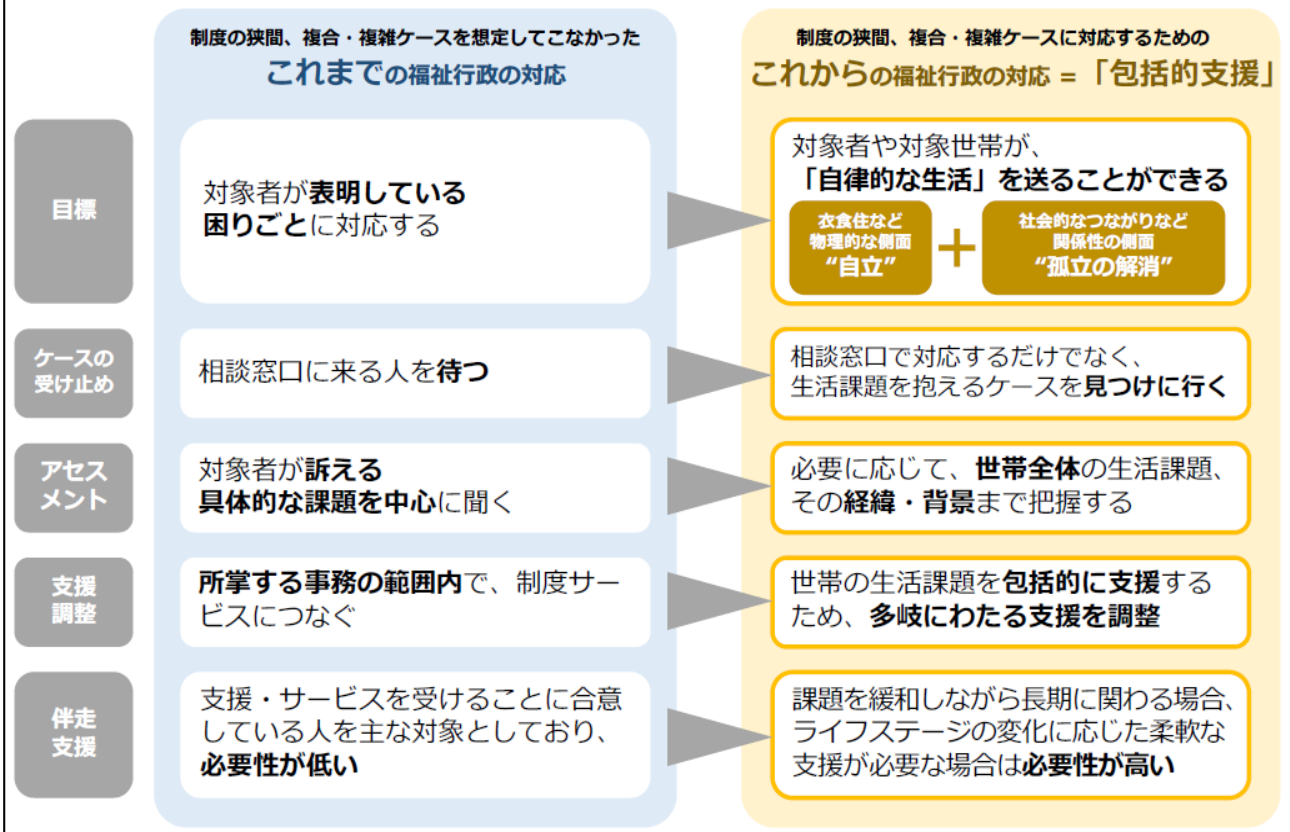 制度の狭間、複合・複雑ケースを想定してこなかった
これまでの福祉行政の対応
制度の狭間、複合・複雑ケースに対応するための
これからの福祉行政の対応 = 「包括的支援」
目標
対象者が表明している
困りごとに対応する
対象者や対象世帯が、
「自律的な生活」を送ることができる
衣食住など
物理的な側面
“自立”
+
社会的なつながりなど
関係性の側面
“孤立の解消”
ケースの
受け止め
相談窓口に来る人を待つ
相談窓口で対応するだけでなく、
生活課題を抱えるケースを見つけに行く
アセス
メント
対象者が訴える
具体的な課題を中心に聞く
必要に応じて、世帯全体の生活課題、
その経緯・背景まで把握する
支援
調整
所掌する事務の範囲内で、制度サー
ビスにつなぐ
世帯の生活課題を包括的に支援する
ため、多岐にわたる支援を調整
伴走
支援
支援・サービスを受けることに合意
している人を主な対象としており、
必要性が低い
課題を緩和しながら長期に関わる場合、
ライフステージの変化に応じた柔軟な
支援が必要な場合は必要性が高い